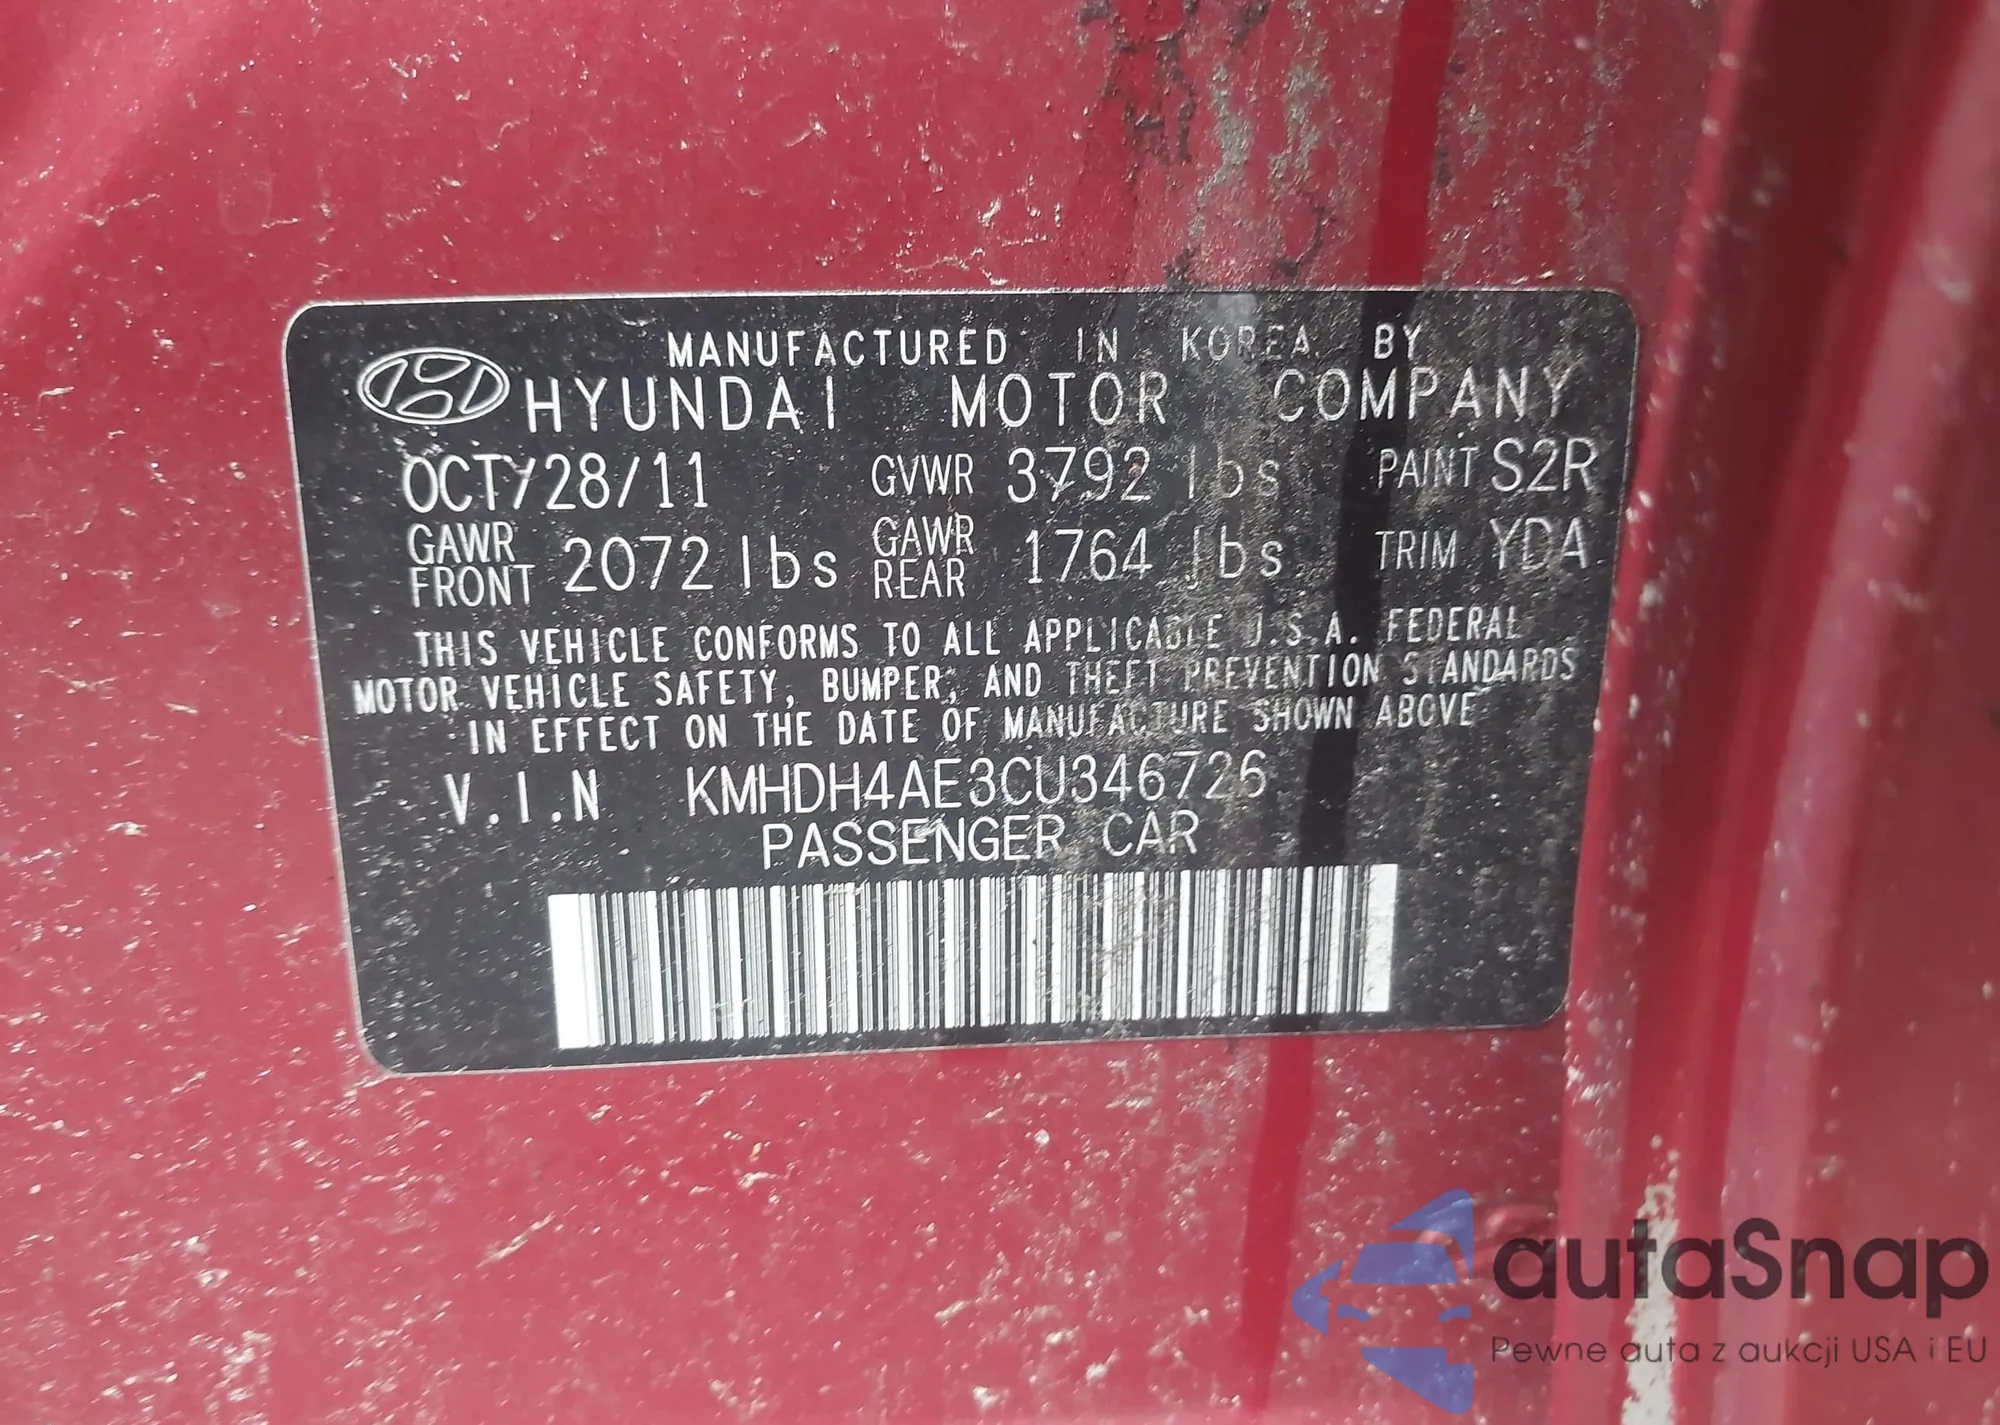 MANUFACTURED IN KOREA BY
HYUNDAI MOTOR COMPANY
OCT/28/11 GVWR 3792 lbs PAINT S2R
GAWR FRONT 2072 lbs GAWR REAR 1764 lbs TRIM YDA
THIS VEHICLE CONFORMS TO ALL APPLICABLE U.S.A. FEDERAL
MOTOR VEHICLE SAFETY, BUMPER, AND THEFT PREVENTION STANDARDS
IN EFFECT ON THE DATE OF MANUFACTURE SHOWN ABOVE
V.I.N KMHDH4AE3CU346726
PASSENGER CAR
autaSnap
Pewne auta z aukcji USA i EU